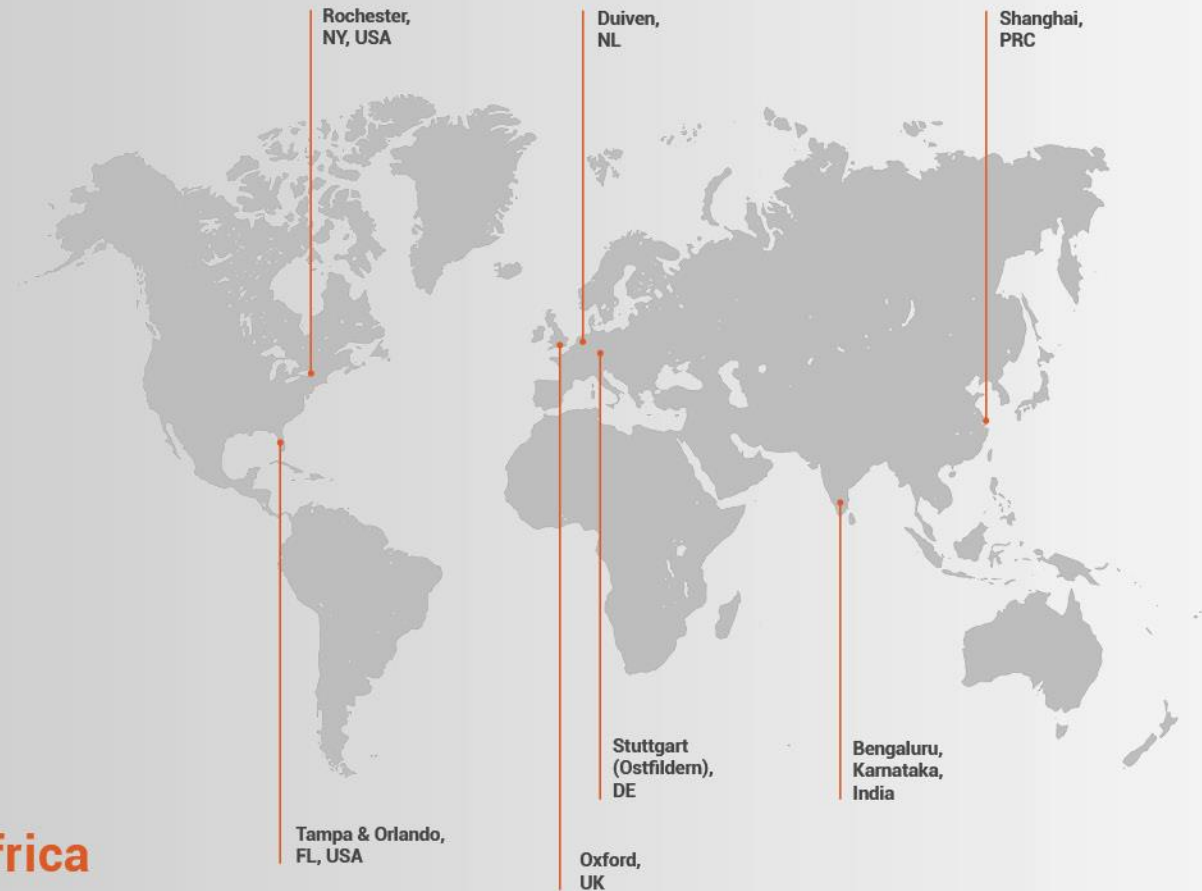 Rochester,
NY, USA
Duiven,
NL
Shanghai,
PRC
Stuttgart
(Ostfildern),
DE
Bengaluru,
Karnataka,
India
Tampa & Orlando,
FL, USA
Oxford,
UK